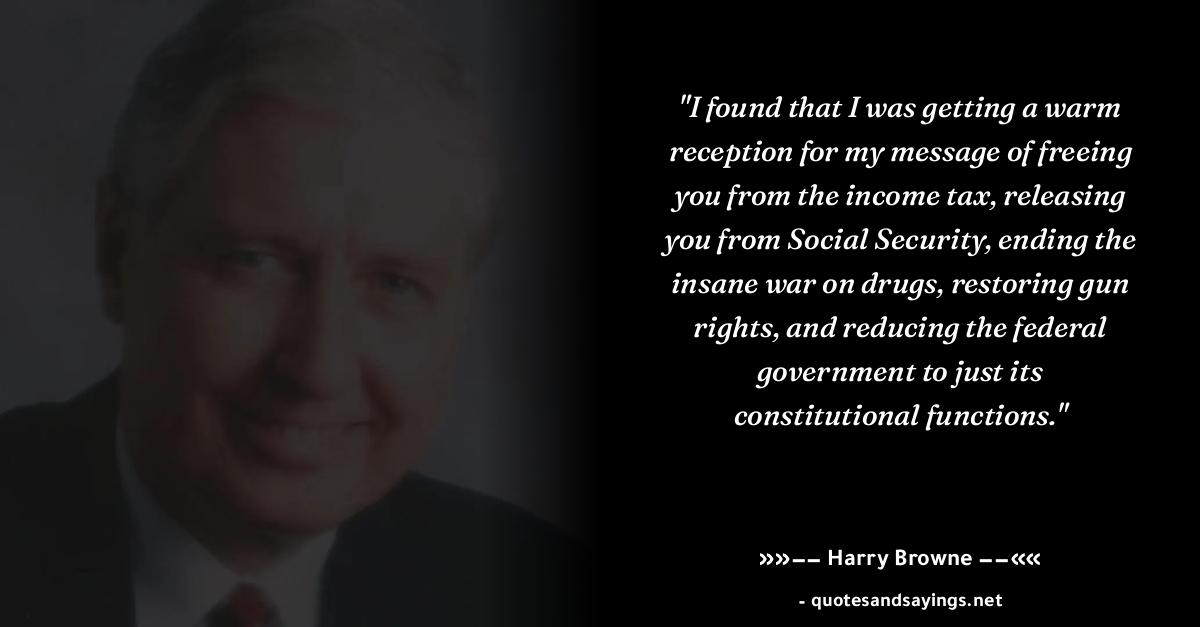 "I found that I was getting a warm
reception for my message of freeing
you from the income tax, releasing
you from Social Security, ending the
insane war on drugs, restoring gun
rights, and reducing the federal
government to just its
constitutional functions."
»»−− Harry Browne −−««
- quotesandsayings.net